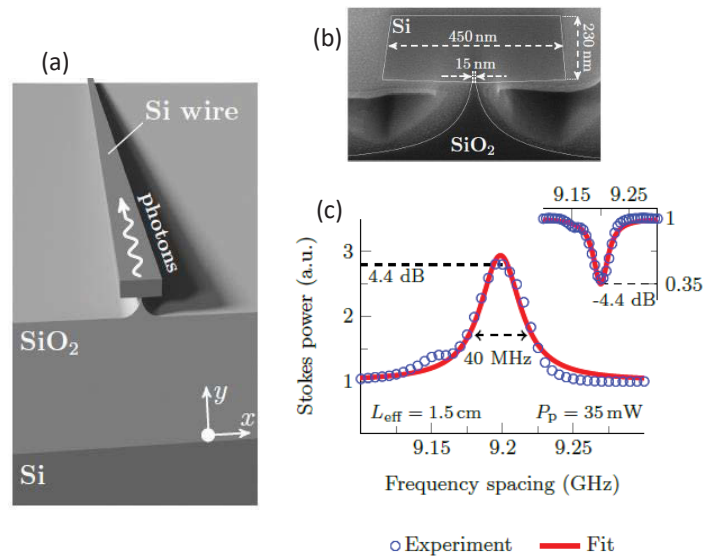 (a)
Si wire
photons
SiO₂
y
x
Si
(b)
Si
450 nm
230 nm
15 nm
SiO₂
(c)
9.15 9.25
1
0.35
-4.4 dB
Stokes power (a.u.)
3
2
1
4.4 dB
40 MHz
L_eff = 1.5 cm
P_p = 35 mW
9.15 9.2 9.25
Frequency spacing (GHz)
Experiment Fit